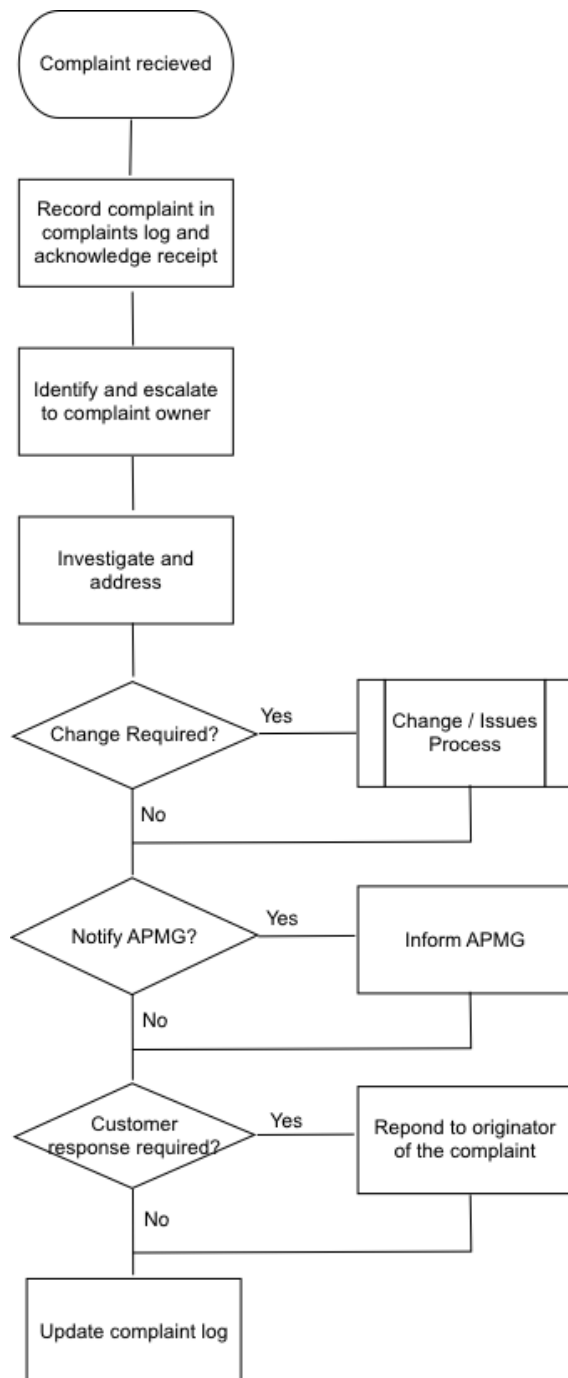 Complaint recieved
Record complaint in
complaints log and
acknowledge receipt
Identify and escalate
to complaint owner
Investigate and
address
Change Required?
Yes
Change / Issues
Process
No
Notify APMG?
Yes
Inform APMG
No
Customer
response required?
Yes
Repond to originator
of the complaint
No
Update complaint log